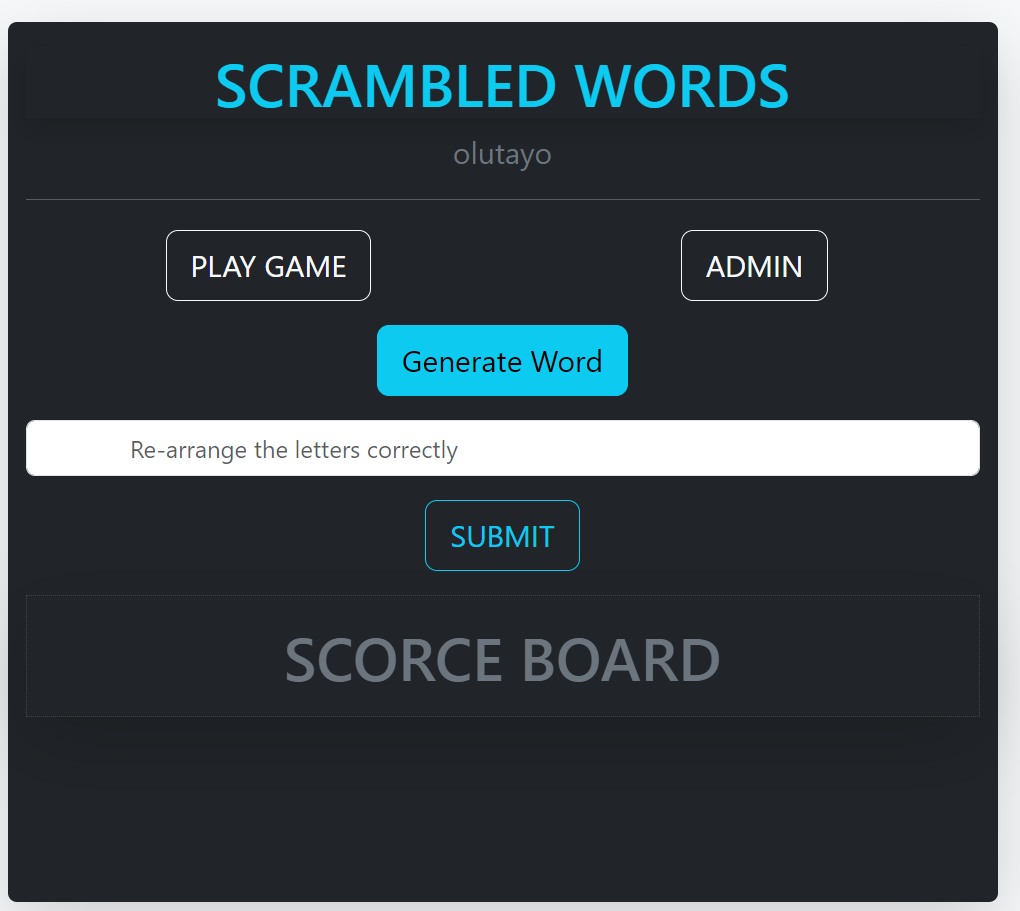 SCRAMBLED WORDS
olutayo
PLAY GAME ADMIN
Generate Word
Re-arrange the letters correctly
SUBMIT
SCORCE BOARD